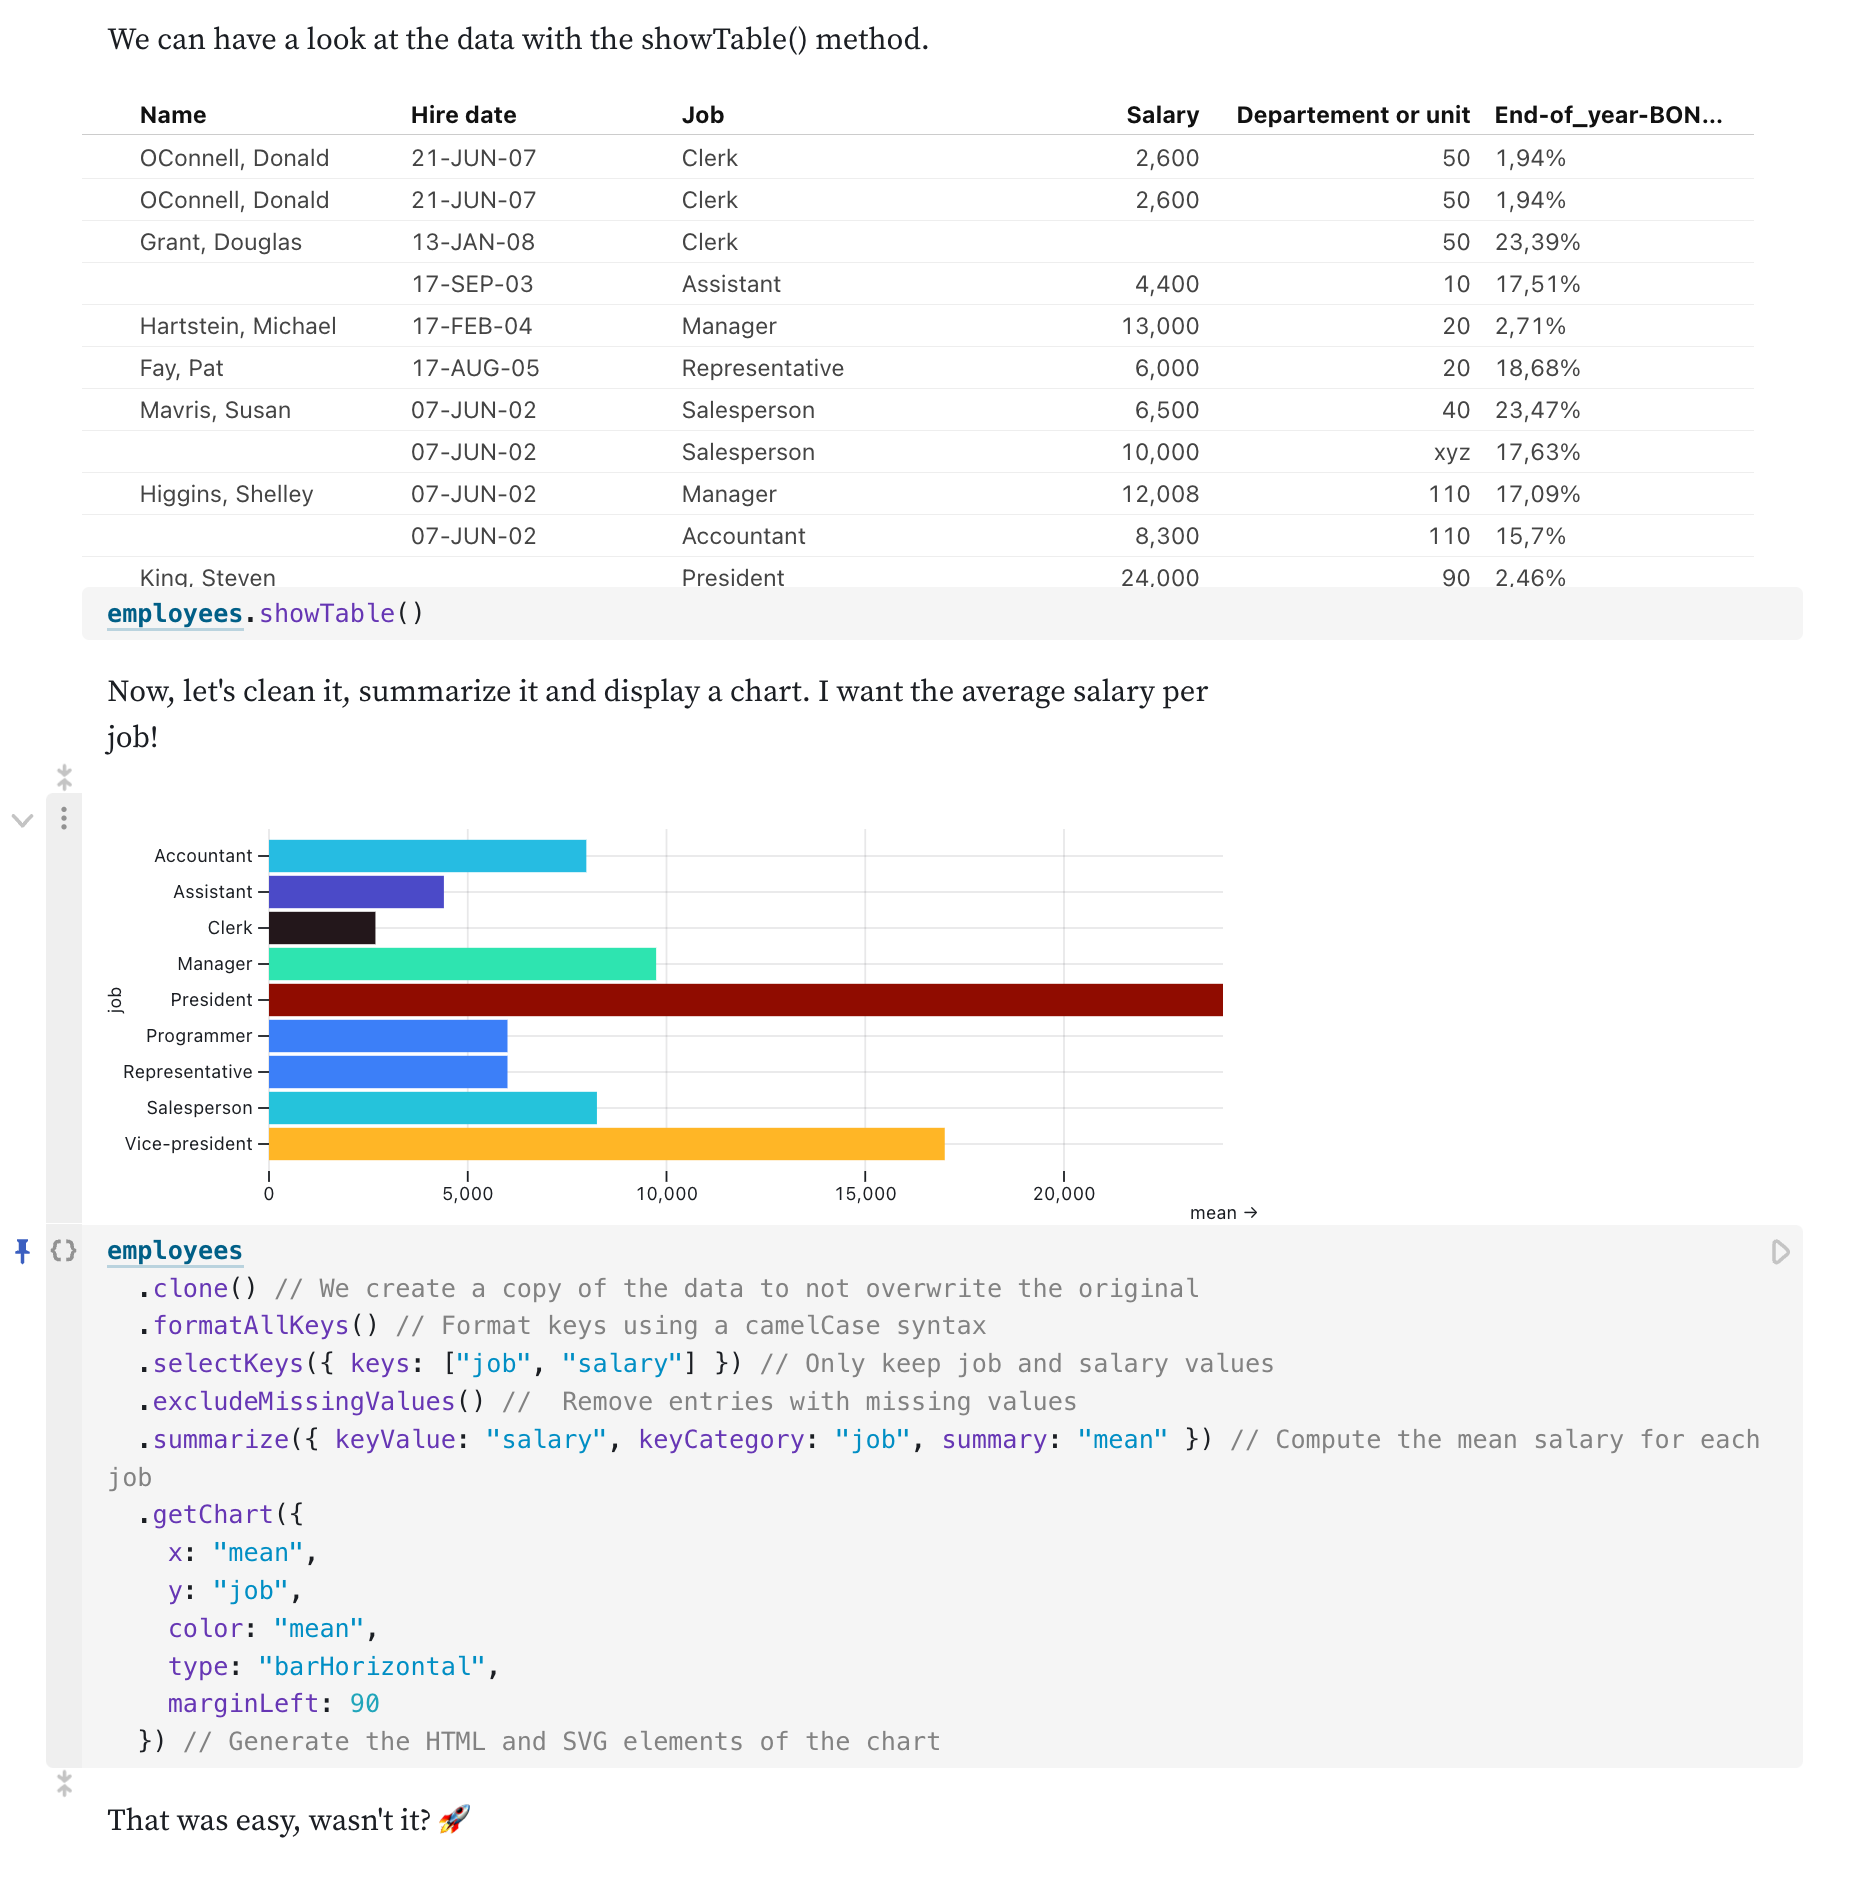 We can have a look at the data with the showTable() method.
Name Hire date Job Salary Departement or unit End-of_year-BON...
OConnell, Donald 21-JUN-07 Clerk 2,600 50 1,94%
OConnell, Donald 21-JUN-07 Clerk 2,600 50 1,94%
Grant, Douglas 13-JAN-08 Clerk 50 23,39%
17-SEP-03 Assistant 4,400 10 17,51%
Hartstein, Michael 17-FEB-04 Manager 13,000 20 2,71%
Fay, Pat 17-AUG-05 Representative 6,000 20 18,68%
Mavris, Susan 07-JUN-02 Salesperson 6,500 40 23,47%
07-JUN-02 Salesperson 10,000 xyz 17,63%
Higgins, Shelley 07-JUN-02 Manager 12,008 110 17,09%
07-JUN-02 Accountant 8,300 110 15,7%
King, Steven President 24,000 90 2,46%
employees.showTable()
Now, let's clean it, summarize it and display a chart. I want the average salary per
job!
Accountant
Assistant
Clerk
Manager
President
Programmer
Representative
Salesperson
Vice-president
job
0 5,000 10,000 15,000 20,000
mean →
employees
.clone() // We create a copy of the data to not overwrite the original
.formatAllKeys() // Format keys using a camelCase syntax
.selectKeys({ keys: ["job", "salary"] }) // Only keep job and salary values
.excludeMissingValues() //  Remove entries with missing values
.summarize({ keyValue: "salary", keyCategory: "job", summary: "mean" }) // Compute the mean salary for each
job
.getChart({
x: "mean",
y: "job",
color: "mean",
type: "barHorizontal",
marginLeft: 90
}) // Generate the HTML and SVG elements of the chart
That was easy, wasn't it? 🚀